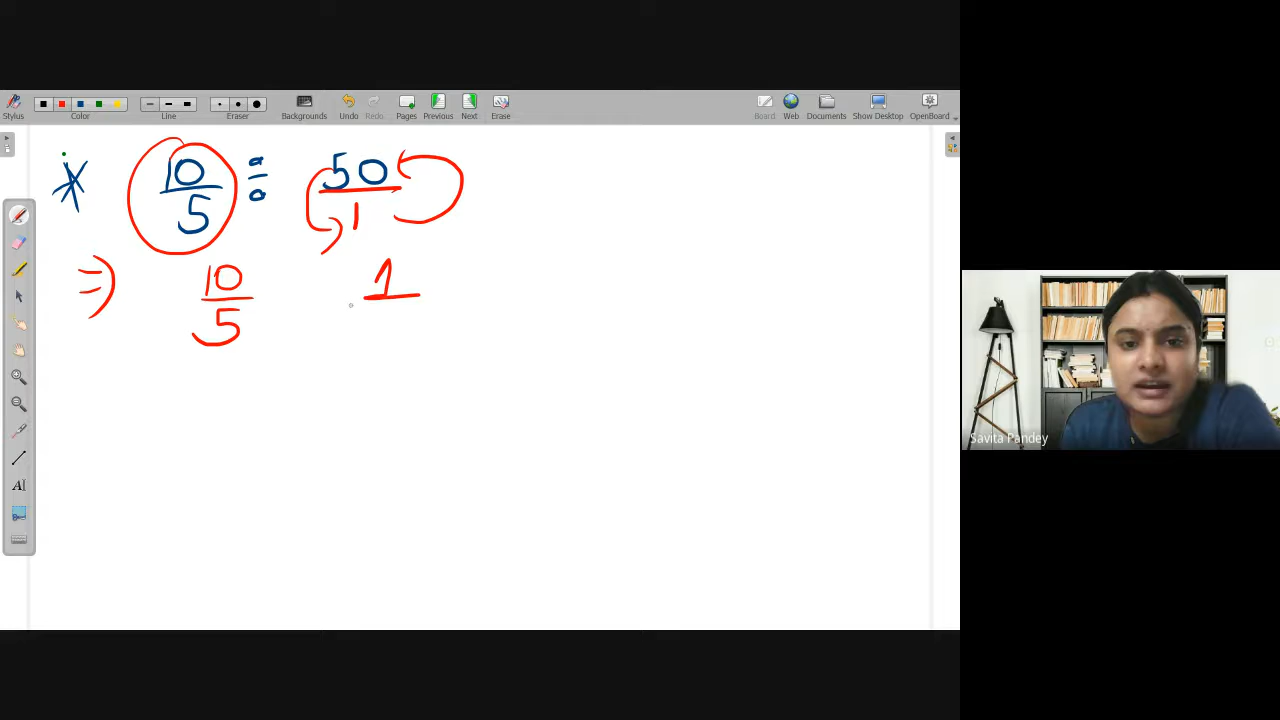 Stylus Color Line Eraser Backgrounds Undo Redo Pages Previous Next Erase Board Web Documents Show Desktop OpenBoard
* 10/5 ÷ 50/1
⇒ 10/5 1
Savita Pandey